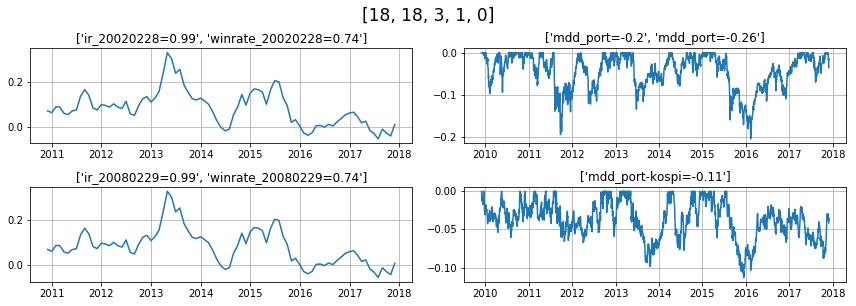 [18, 18, 3, 1, 0]
['ir_20020228=0.99', 'winrate_20020228=0.74']
0.2
0.0
2011 2012 2013 2014 2015 2016 2017 2018
['mdd_port=-0.2', 'mdd_port=-0.26']
0.0
−0.1
−0.2
2010 2011 2012 2013 2014 2015 2016 2017 2018
['ir_20080229=0.99', 'winrate_20080229=0.74']
0.2
0.0
2011 2012 2013 2014 2015 2016 2017 2018
['mdd_port-kospi=-0.11']
0.00
−0.05
−0.10
2010 2011 2012 2013 2014 2015 2016 2017 2018